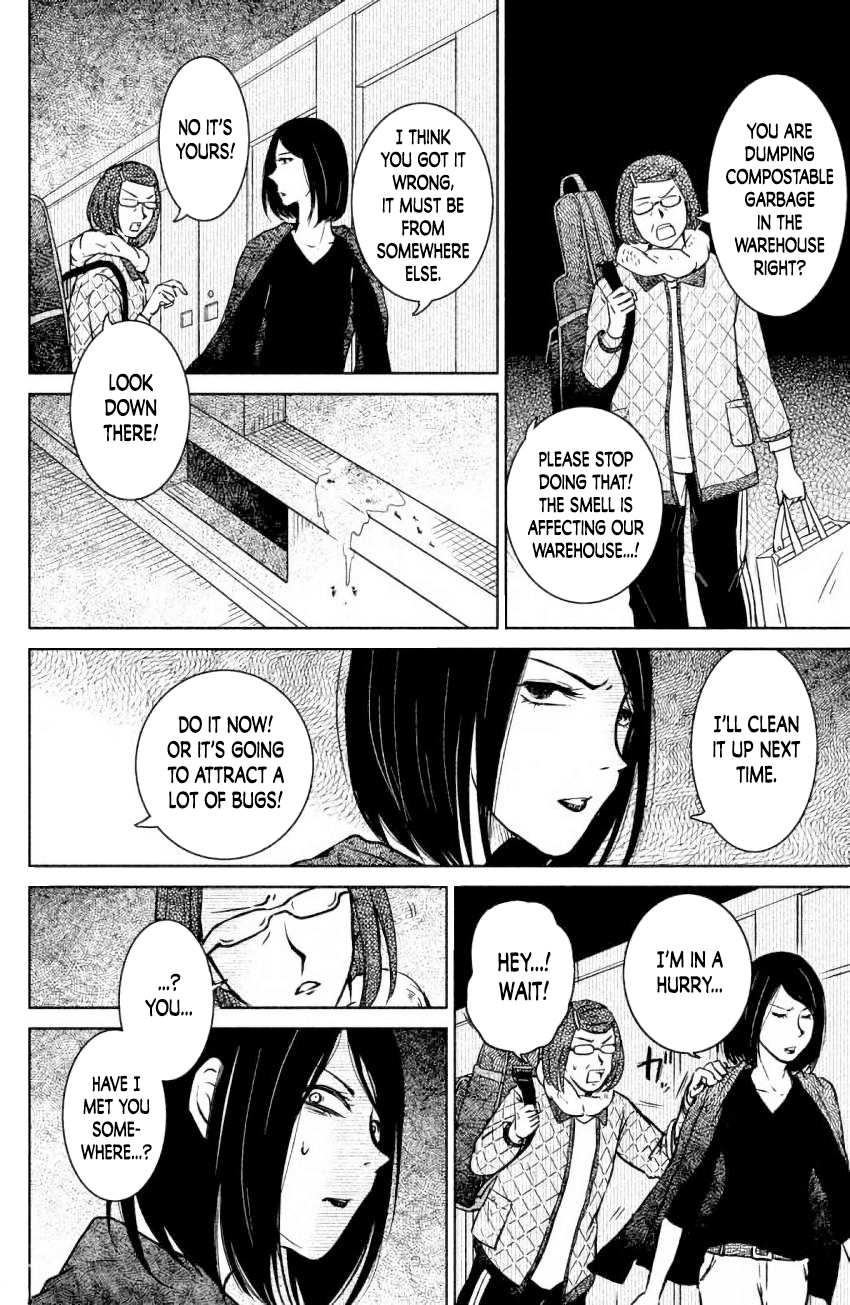 YOU ARE
DUMPING
COMPOSTABLE
GARBAGE
IN THE
WAREHOUSE
RIGHT?
PLEASE STOP
DOING THAT!
THE SMELL IS
AFFECTING OUR
WAREHOUSE...!
I THINK
YOU GOT IT
WRONG,
IT MUST BE
FROM
SOMEWHERE
ELSE.
NO IT'S
YOURS!
LOOK
DOWN
THERE!
I'LL CLEAN
IT UP NEXT
TIME.
DO IT NOW!
OR IT'S GOING
TO ATTRACT A
LOT OF BUGS!
I'M IN A
HURRY...
HEY...!
WAIT!
ガッ
...?
YOU...
HAVE I
MET YOU
SOME-
WHERE...?